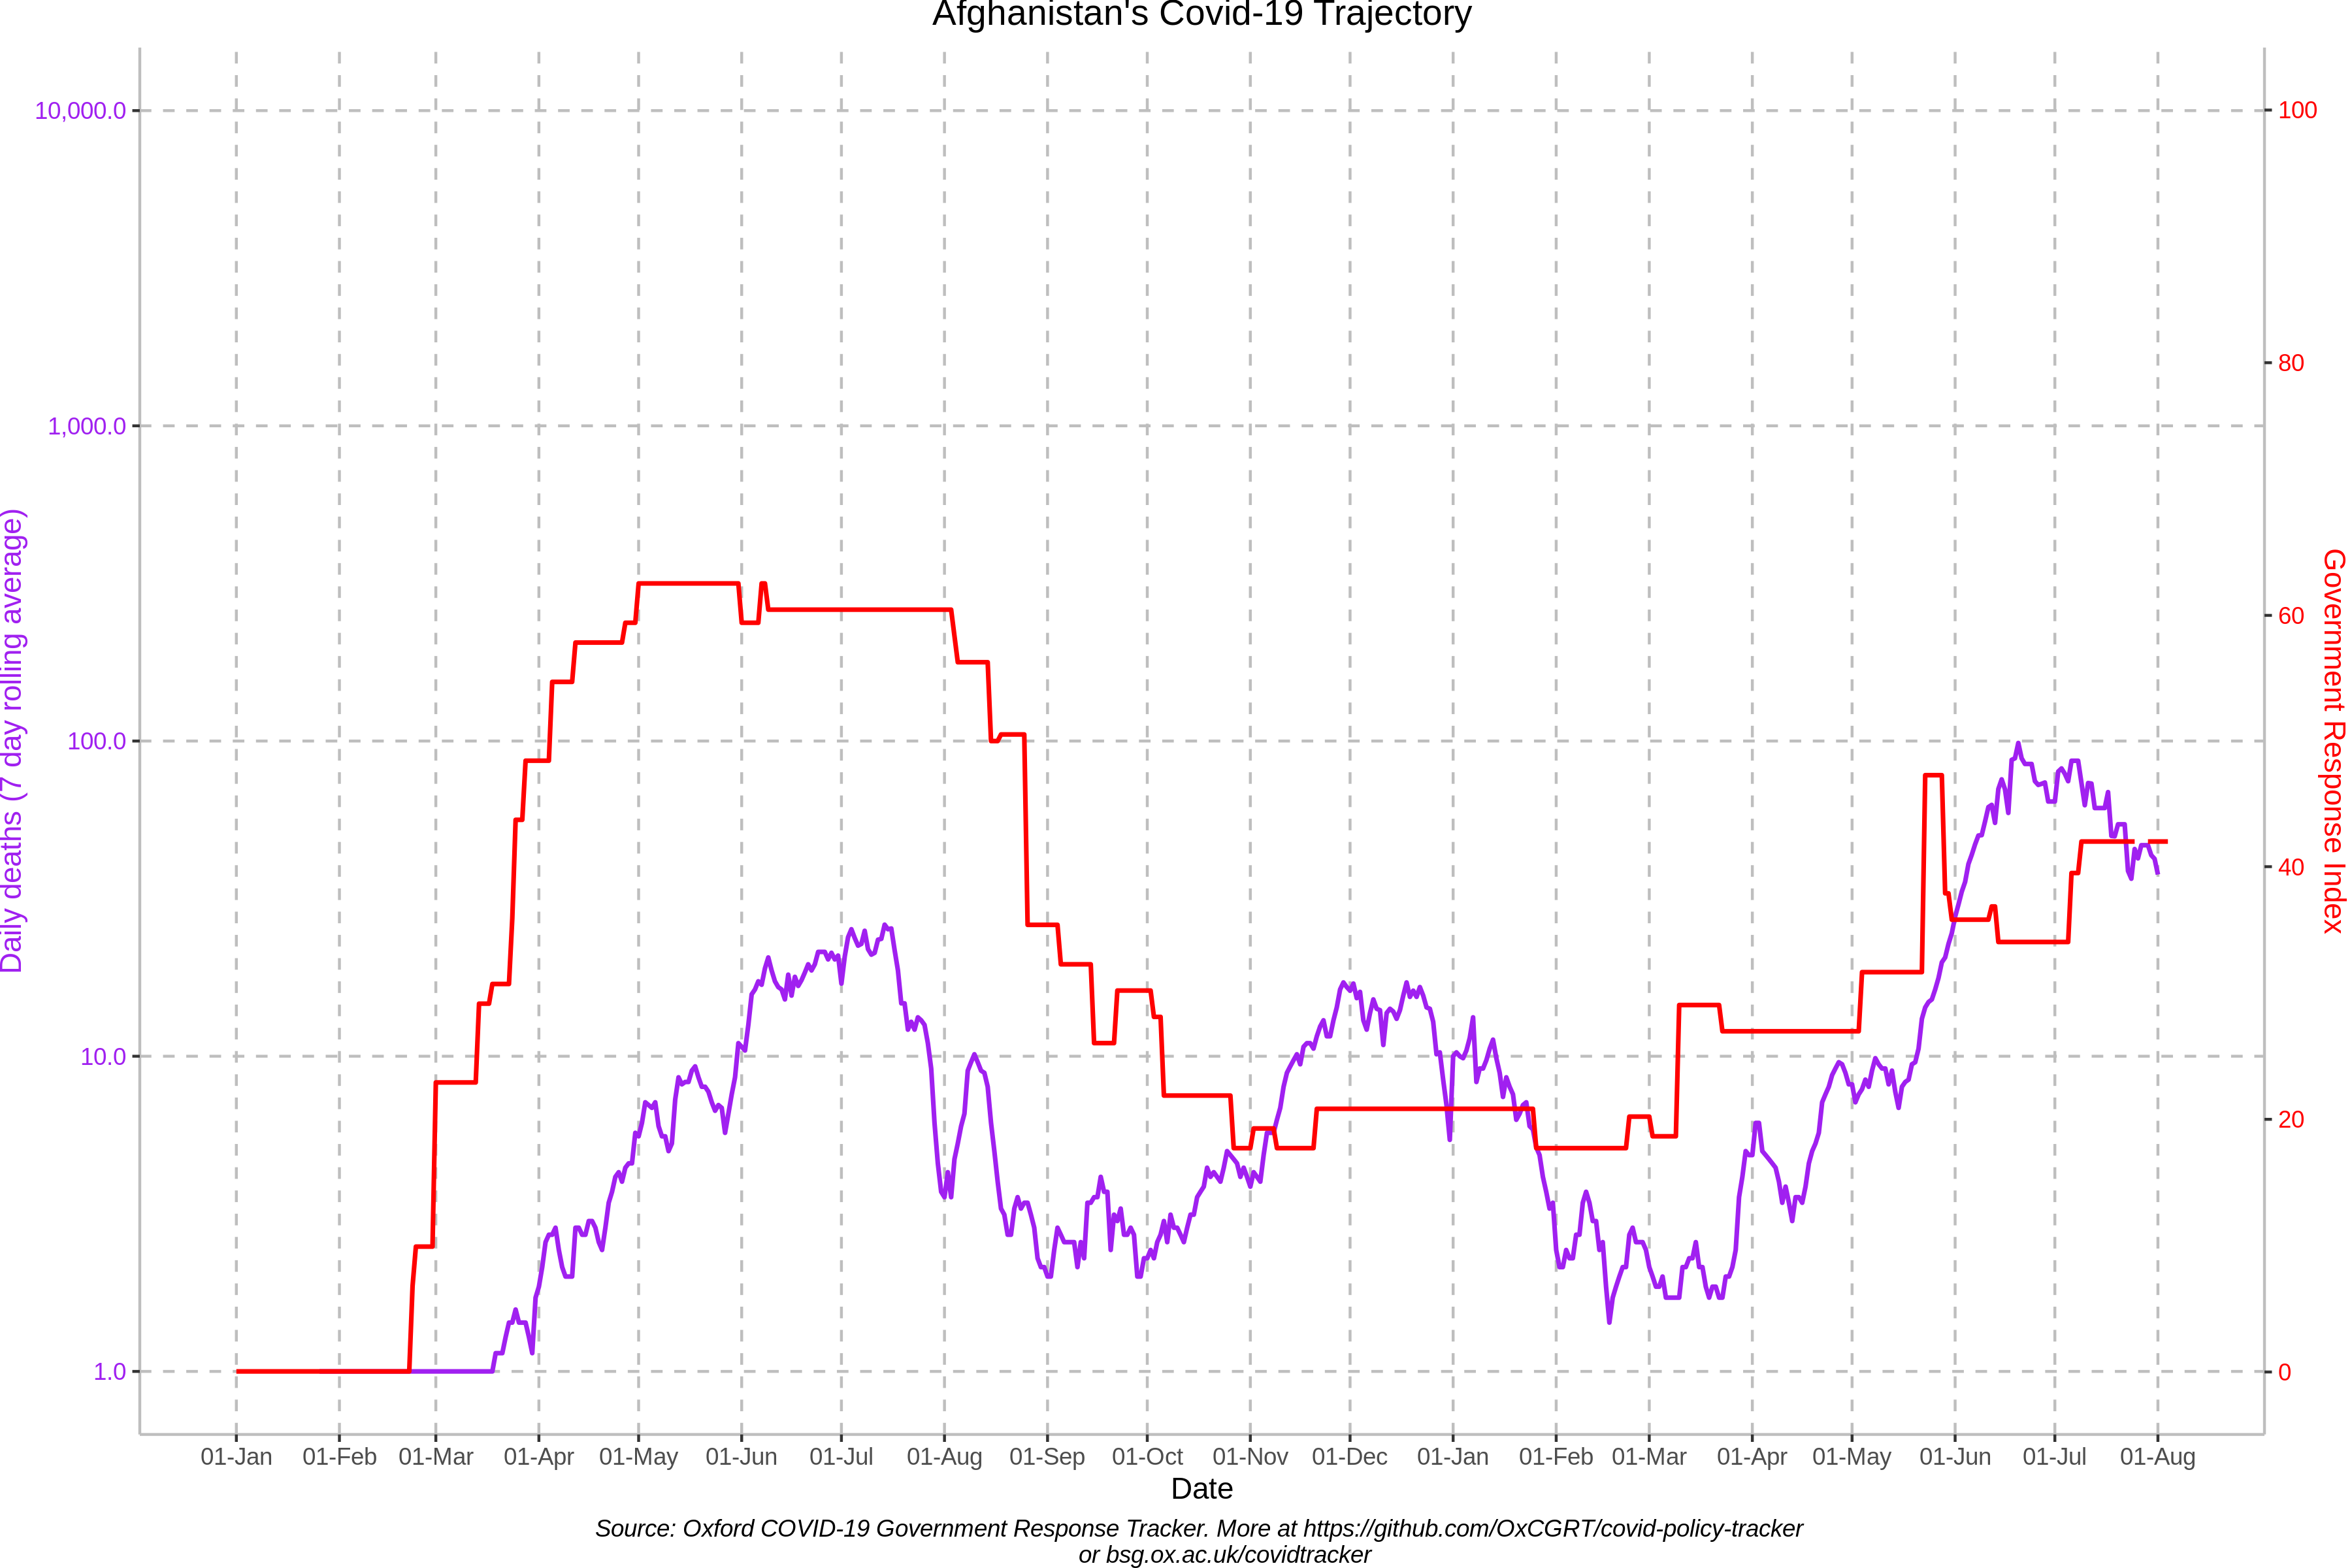 Afghanistan's Covid-19 Trajectory
10,000.0
1,000.0
100.0
10.0
1.0
Daily deaths (7 day rolling average)
100
80
60
40
20
0
Government Response Index
01-Jan 01-Feb 01-Mar 01-Apr 01-May 01-Jun 01-Jul 01-Aug 01-Sep 01-Oct 01-Nov 01-Dec 01-Jan 01-Feb 01-Mar 01-Apr 01-May 01-Jun 01-Jul 01-Aug
Date
Source: Oxford COVID-19 Government Response Tracker. More at https://github.com/OxCGRT/covid-policy-tracker
or bsg.ox.ac.uk/covidtracker